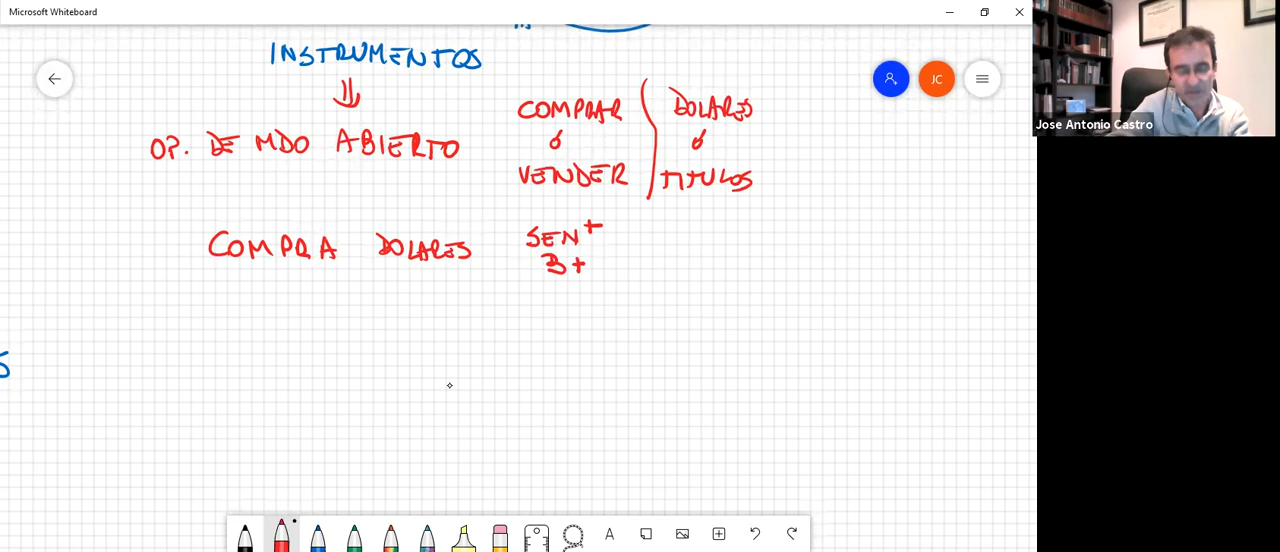 Microsoft Whiteboard
INSTRUMENTOS
OP. DE MDO ABIERTO
COMPRAR
ó
VENDER
DOLARES
ó
TITULOS
COMPRA DOLARES
SEN+
B+
JC
Jose Antonio Castro
A